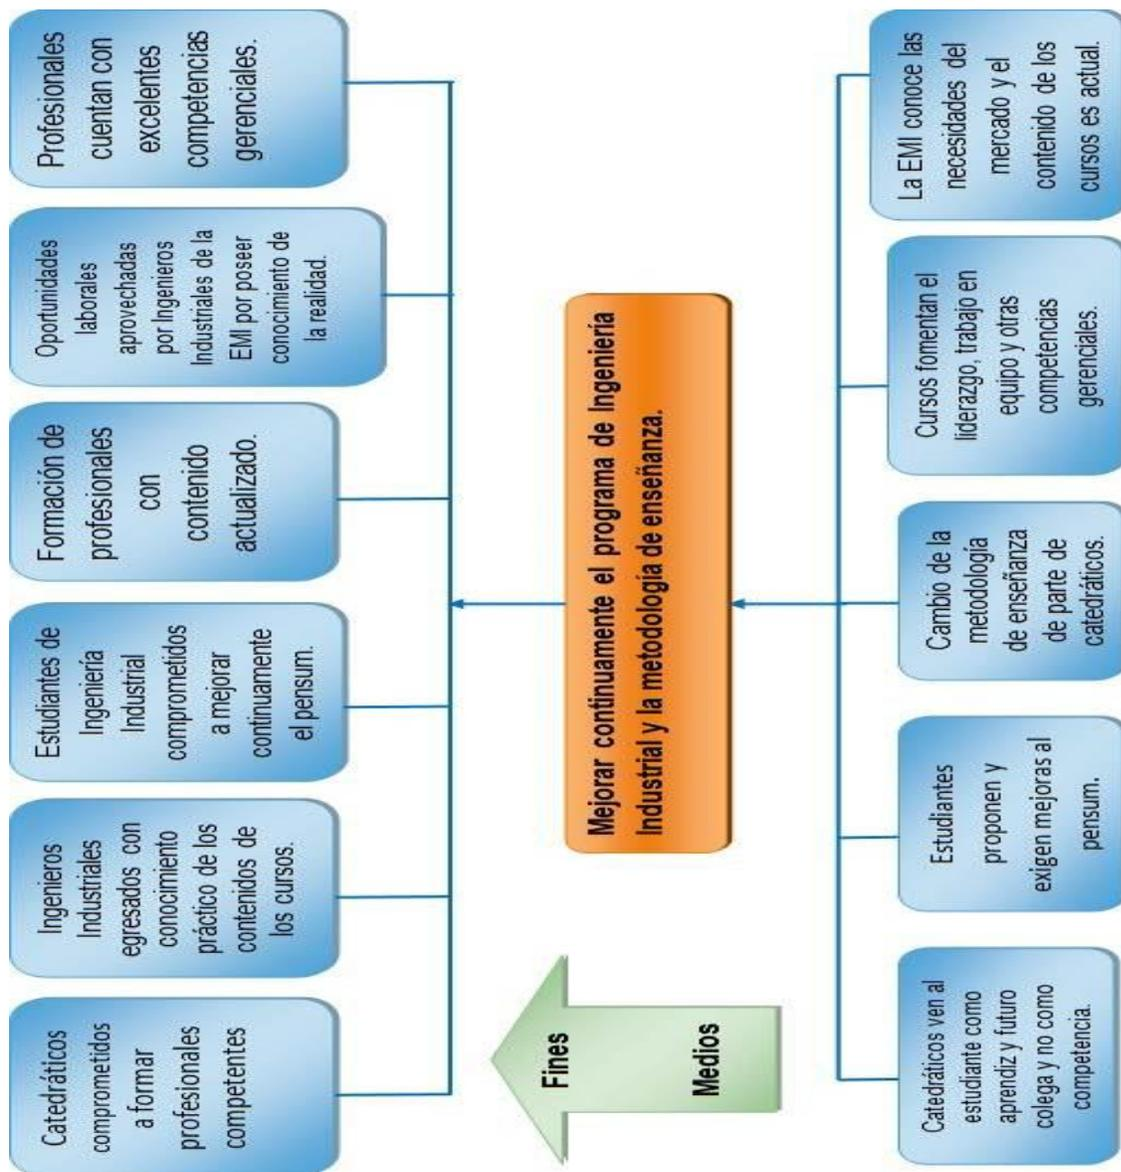 Catedráticos
comprometidos
a formar
profesionales
competentes
Ingenieros
Industriales
egresados con
conocimiento
práctico de los
contenidos de
los cursos.
Estudiantes de
Ingeniería
Industrial
comprometidos
a mejorar
continuamente
el pensum.
Formación de
profesionales
con
contenido
actualizado.
Oportunidades
laborales
aprovechadas
por Ingenieros
Industriales de la
EMI por poseer
conocimiento de
la realidad.
Profesionales
cuentan con
excelentes
competencias
gerenciales.
Fines
Medios
Mejorar continuamente el programa de Ingeniería
Industrial y la metodología de enseñanza.
Catedráticos ven al
estudiante como
aprendiz y futuro
colega y no como
competencia.
Estudiantes
proponen y
exigen mejoras al
pensum.
Cambio de la
metodología
de enseñanza
de parte de
catedráticos.
Cursos fomentan el
liderazgo, trabajo en
equipo y otras
competencias
gerenciales.
La EMI conoce las
necesidades del
mercado y el
contenido de los
cursos es actual.